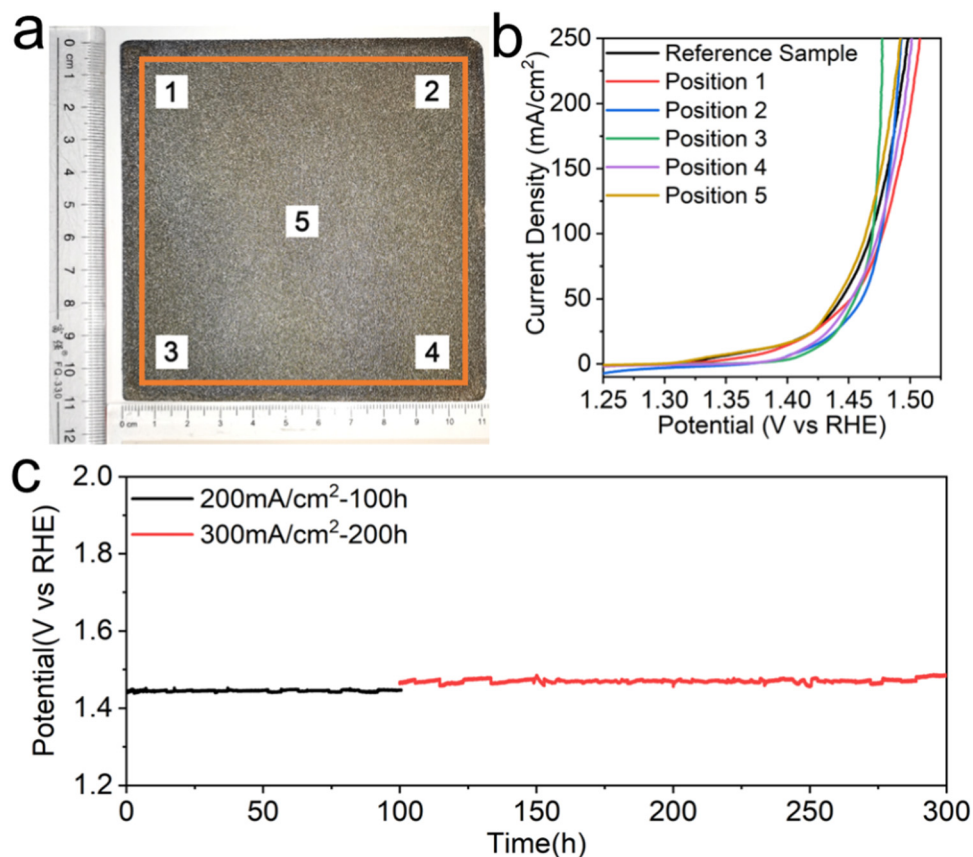 a
0 cm
1
2
3
4
5
6
7
8
9
10
11
12
富强® FQ 330
1
2
5
3
4
0 cm 1 2 3 4 5 6 7 8 9 10 11
b
250
200
150
100
50
0
Current Density (mA/cm²)
Reference Sample
Position 1
Position 2
Position 3
Position 4
Position 5
1.25 1.30 1.35 1.40 1.45 1.50
Potential (V vs RHE)
c
2.0
1.8
1.6
1.4
1.2
Potential(V vs RHE)
200mA/cm²-100h
300mA/cm²-200h
0 50 100 150 200 250 300
Time(h)